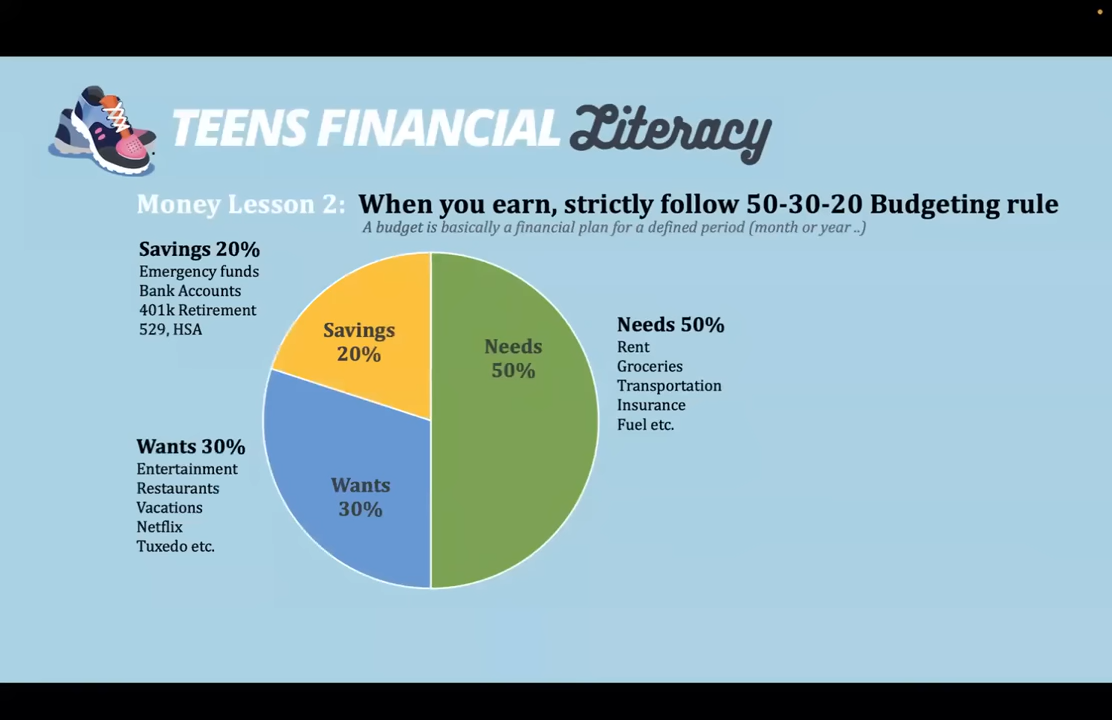 TEENS FINANCIAL Literacy
Money Lesson 2: When you earn, strictly follow 50-30-20 Budgeting rule
A budget is basically a financial plan for a defined period (month or year ..)
Savings 20%
Emergency funds
Bank Accounts
401k Retirement
529, HSA
Savings
20%
Needs
50%
Needs 50%
Rent
Groceries
Transportation
Insurance
Fuel etc.
Wants 30%
Entertainment
Restaurants
Vacations
Netflix
Tuxedo etc.
Wants
30%